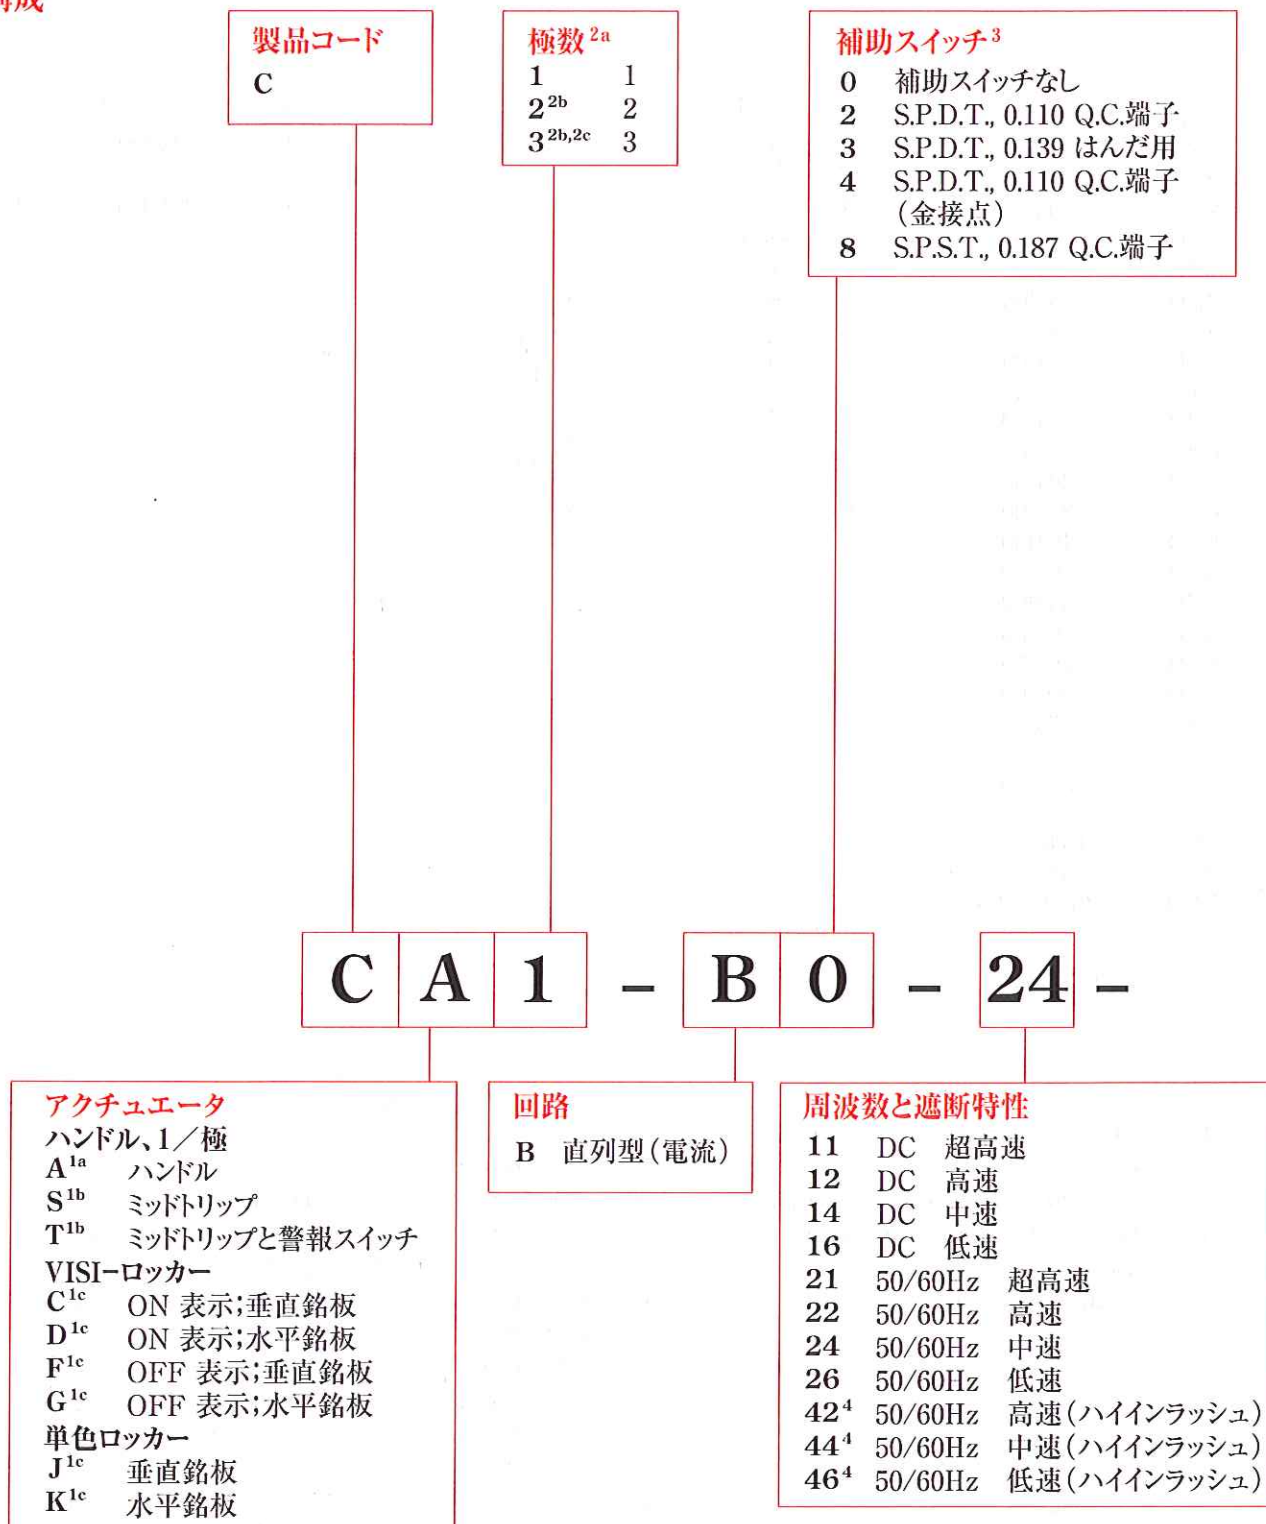 製品コード
C
極数 2a
1 1
2 2b 2
3 2b,2c 3
補助スイッチ 3
0 補助スイッチなし
2 S.P.D.T., 0.110 Q.C.端子
3 S.P.D.T., 0.139 はんだ用
4 S.P.D.T., 0.110 Q.C.端子
(金接点)
8 S.P.S.T., 0.187 Q.C.端子
C A 1 – B 0 – 24 –
アクチュエータ
ハンドル、1／極
A 1a ハンドル
S 1b ミッドトリップ
T 1b ミッドトリップと警報スイッチ
VISI−ロッカー
C 1c ON 表示;垂直銘板
D 1c ON 表示;水平銘板
F 1c OFF 表示;垂直銘板
G 1c OFF 表示;水平銘板
単色ロッカー
J 1c 垂直銘板
K 1c 水平銘板
回路
B 直列型(電流)
周波数と遮断特性
11 DC 超高速
12 DC 高速
14 DC 中速
16 DC 低速
21 50/60Hz 超高速
22 50/60Hz 高速
24 50/60Hz 中速
26 50/60Hz 低速
42 4 50/60Hz 高速(ハイインラッシュ)
44 4 50/60Hz 中速(ハイインラッシュ)
46 4 50/60Hz 低速(ハイインラッシュ)